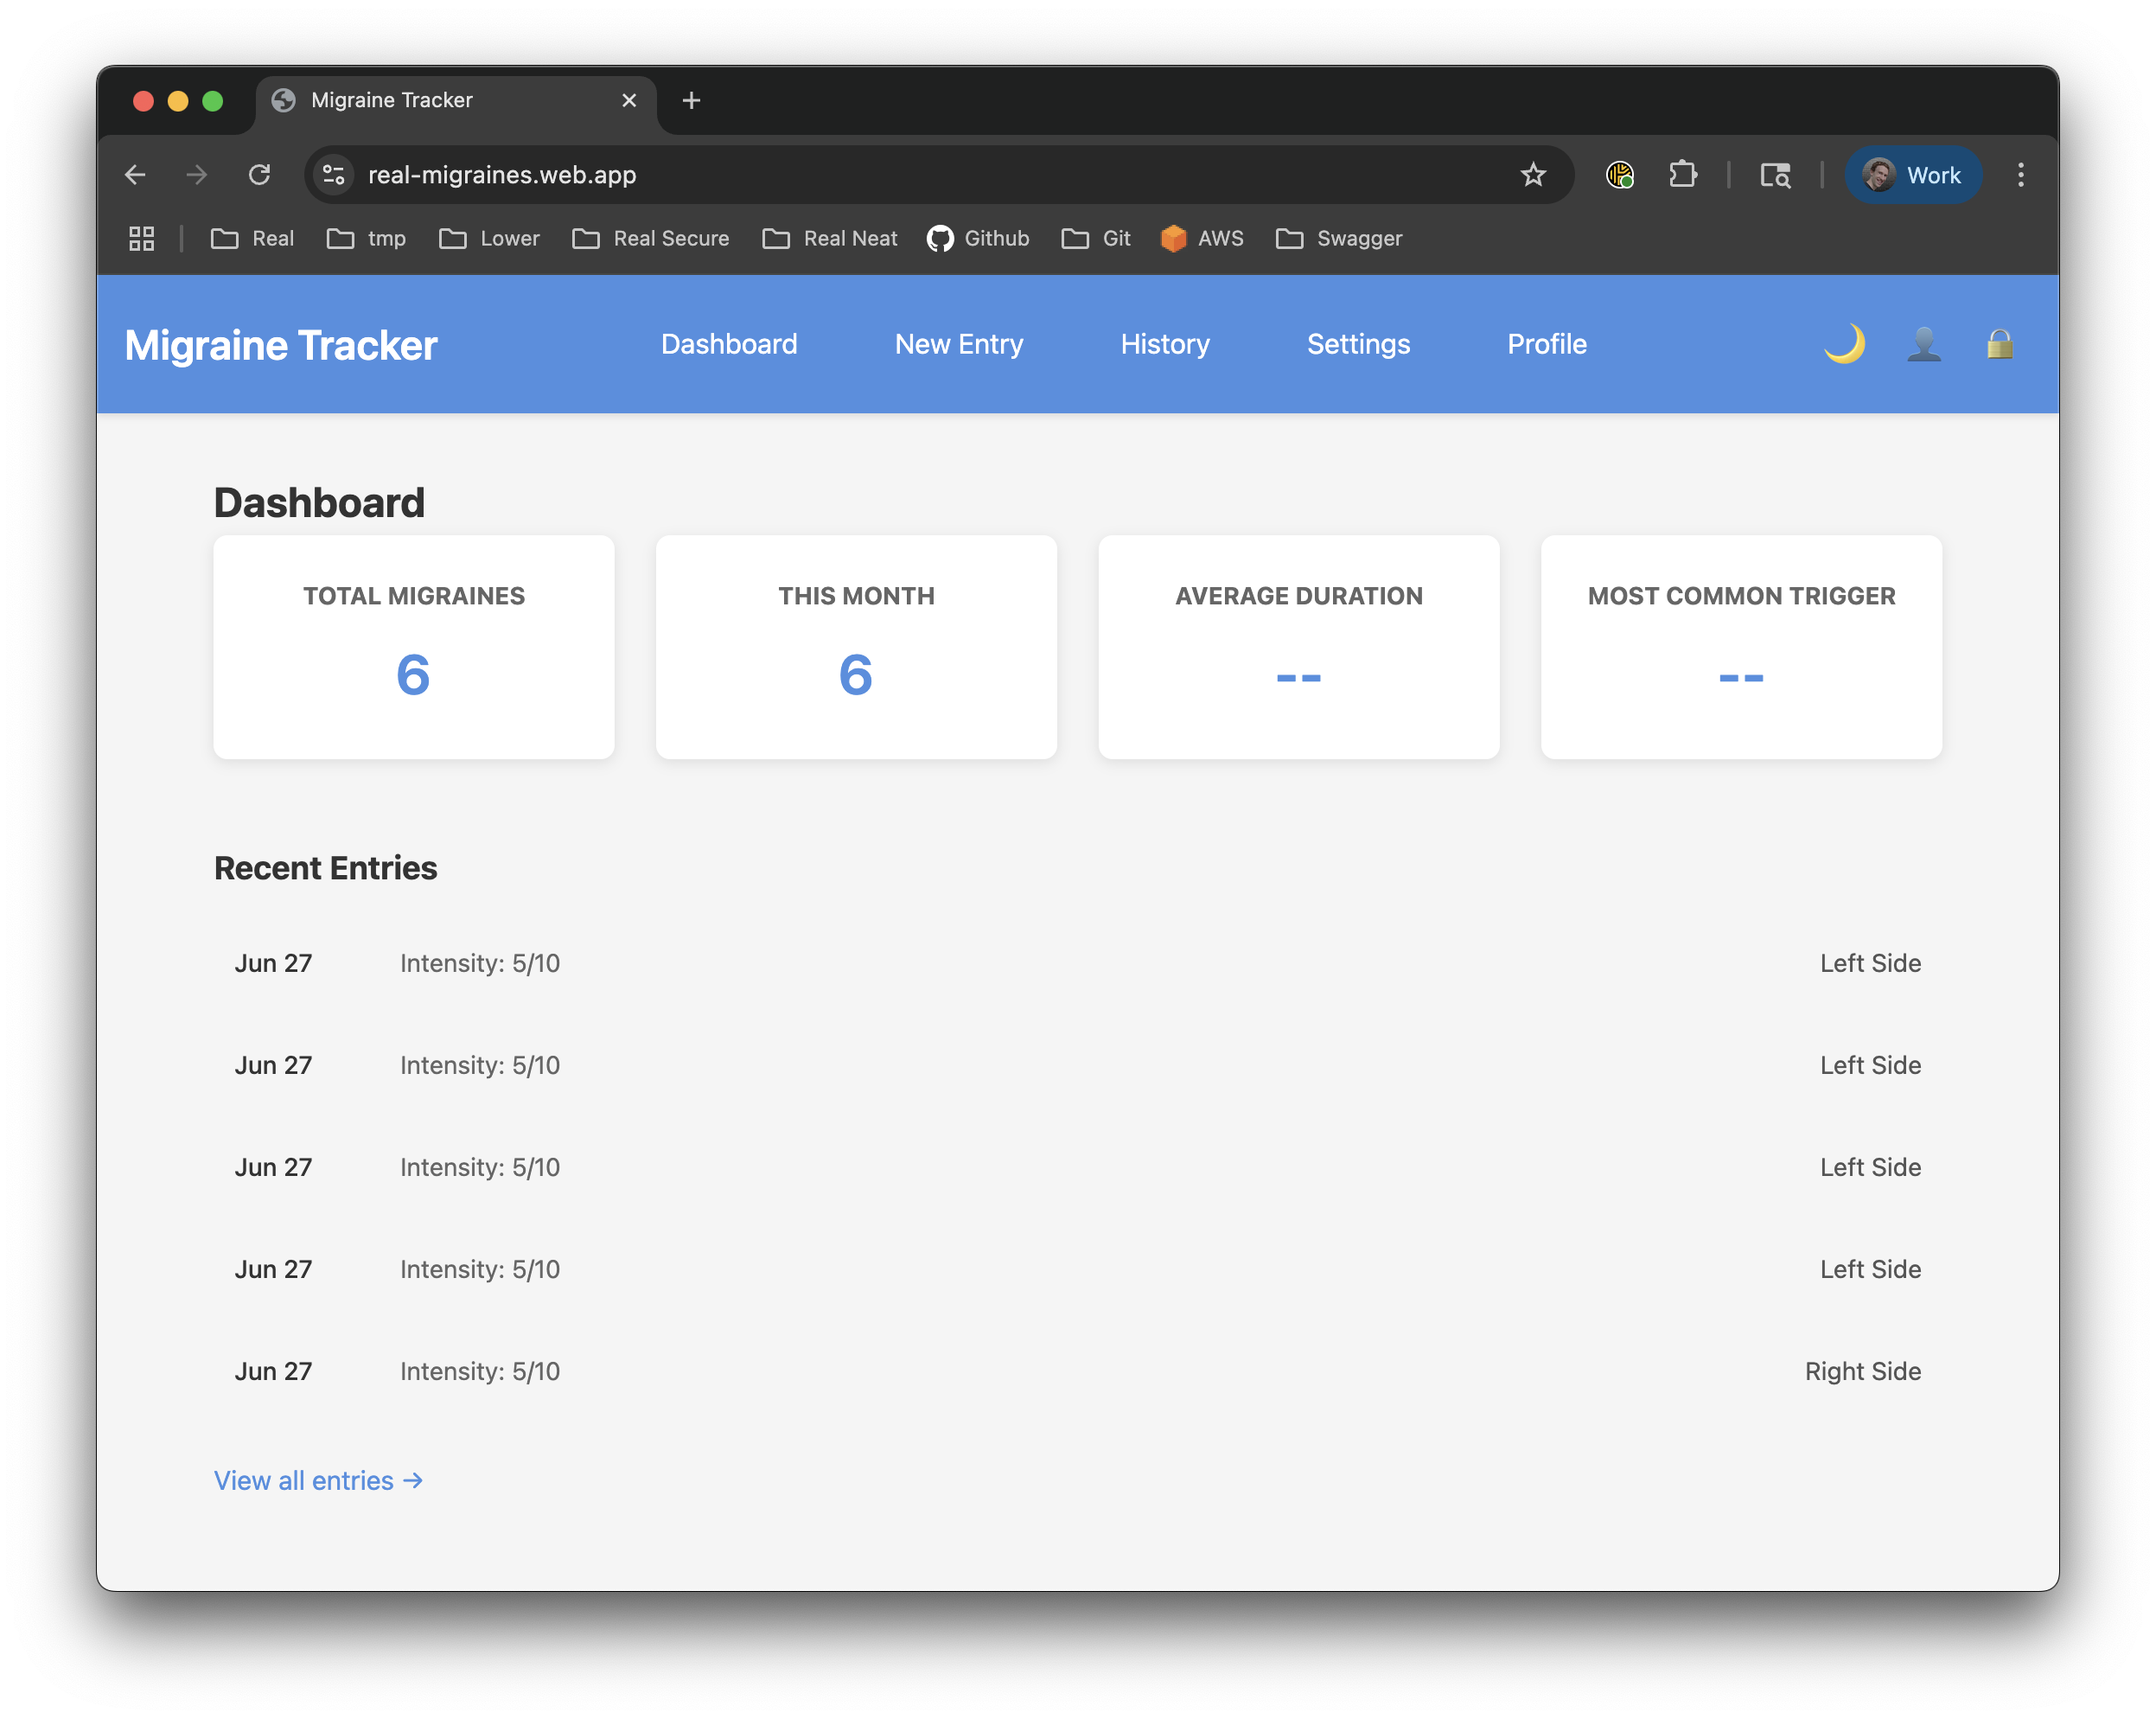 Migraine Tracker
real-migraines.web.app
Work
Real tmp Lower Real Secure Real Neat Github Git AWS Swagger
Migraine Tracker Dashboard New Entry History Settings Profile
Dashboard
TOTAL MIGRAINES THIS MONTH AVERAGE DURATION MOST COMMON TRIGGER
6 6 -- --
Recent Entries
Jun 27 Intensity: 5/10 Left Side
Jun 27 Intensity: 5/10 Left Side
Jun 27 Intensity: 5/10 Left Side
Jun 27 Intensity: 5/10 Left Side
Jun 27 Intensity: 5/10 Right Side
View all entries →